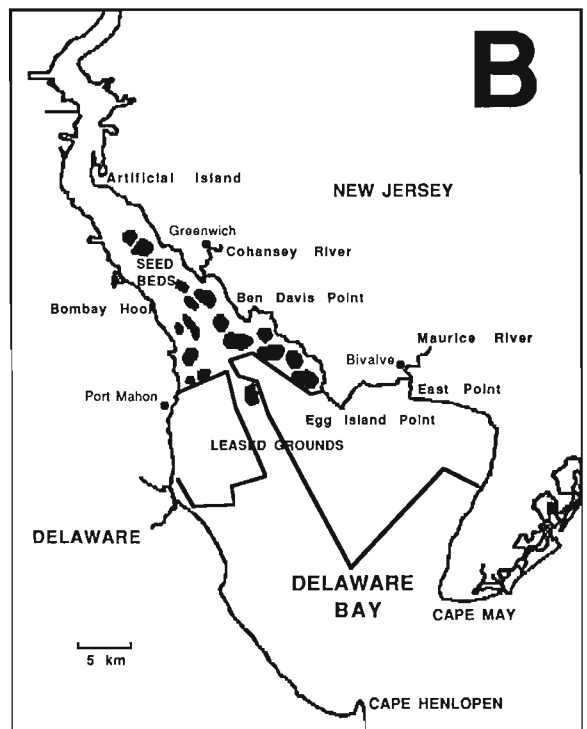 B
Artificial Island
NEW JERSEY
Greenwich
Cohansey River
SEED
BEDS
Bombay Hook
Ben Davis Point
Maurice River
Bivalve
East Point
Port Mahon
Egg Island Point
LEASED GROUNDS
DELAWARE
DELAWARE
BAY
CAPE MAY
5 km
CAPE HENLOPEN